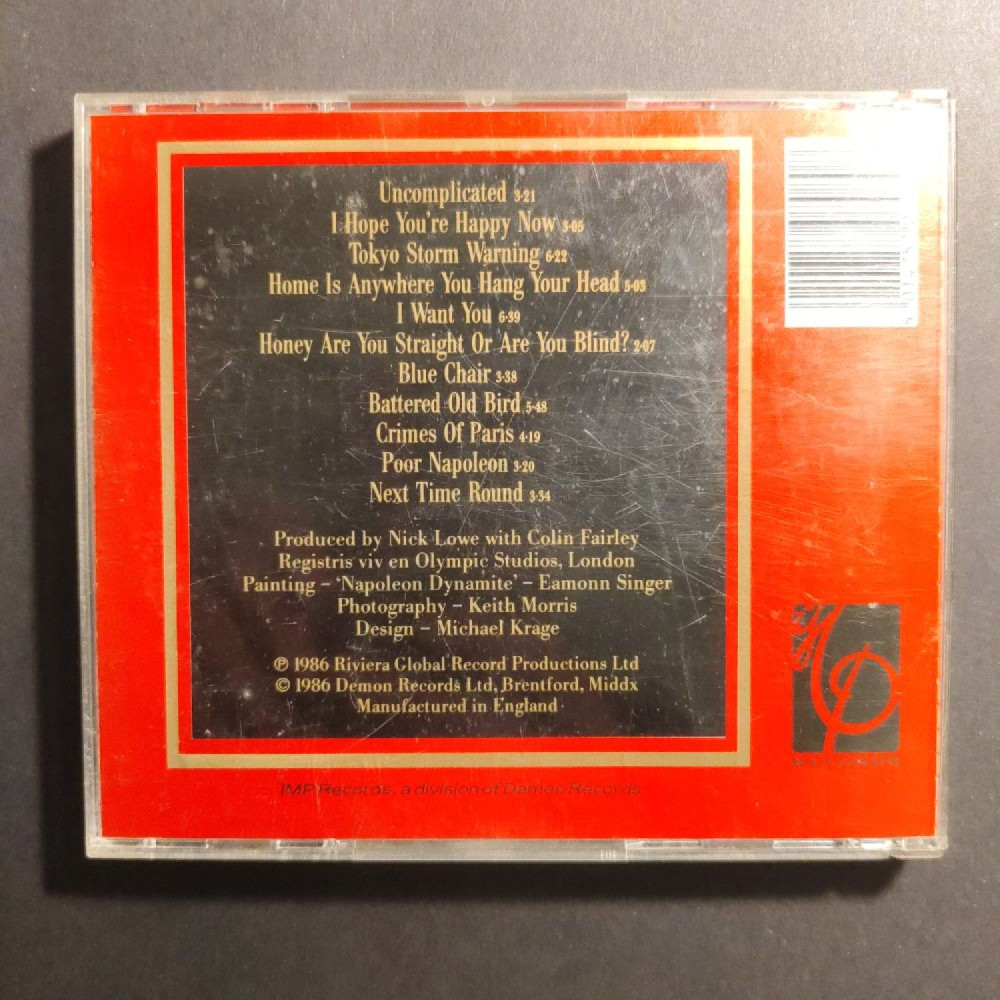 Uncomplicated 3·21
I Hope You're Happy Now 3·05
Tokyo Storm Warning 6·22
Home Is Anywhere You Hang Your Head 5·03
I Want You 6·39
Honey Are You Straight Or Are You Blind? 2·07
Blue Chair 3·38
Battered Old Bird 5·48
Crimes Of Paris 4·19
Poor Napoleon 3·20
Next Time Round 3·34
Produced by Nick Lowe with Colin Fairley
Registris viv en Olympic Studios, London
Painting – 'Napoleon Dynamite' – Eamonn Singer
Photography – Keith Morris
Design – Michael Krage
℗ 1986 Riviera Global Record Productions Ltd
© 1986 Demon Records Ltd, Brentford, Middx
Manufactured in England
IMP Records, a division of Demon Records